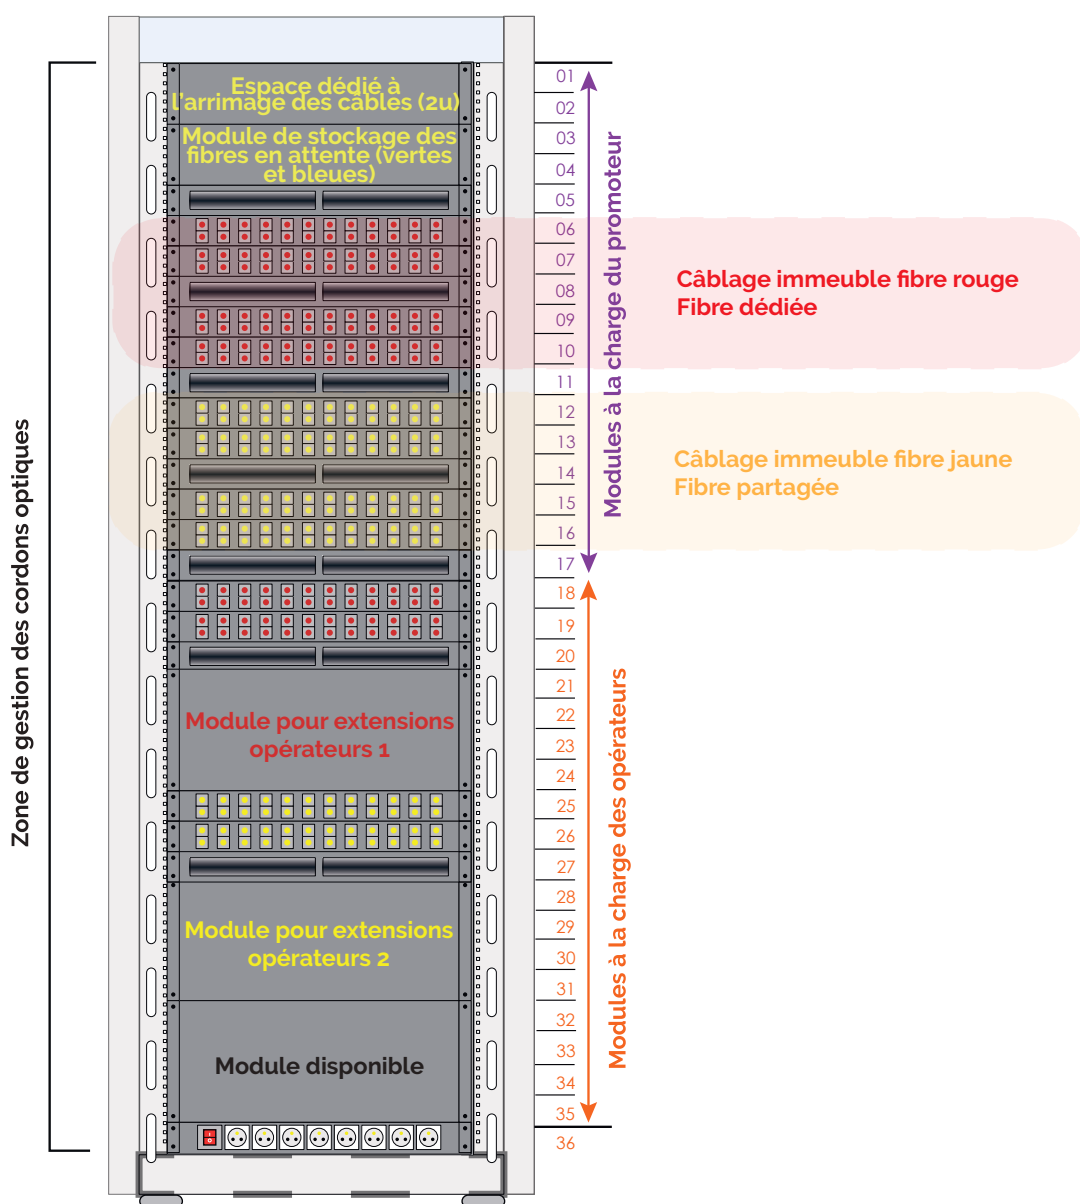 Espace dédié à
l'arrimage des câbles (2u)
Module de stockage des
fibres en attente (vertes
et bleues)
Module pour extensions
opérateurs 1
Module pour extensions
opérateurs 2
Module disponible
Zone de gestion des cordons optiques
01
02
03
04
05
06
07
08
09
10
11
12
13
14
15
16
17
18
19
20
21
22
23
24
25
26
27
28
29
30
31
32
33
34
35
36
Modules à la charge du promoteur
Modules à la charge des opérateurs
Câblage immeuble fibre rouge
Fibre dédiée
Câblage immeuble fibre jaune
Fibre partagée